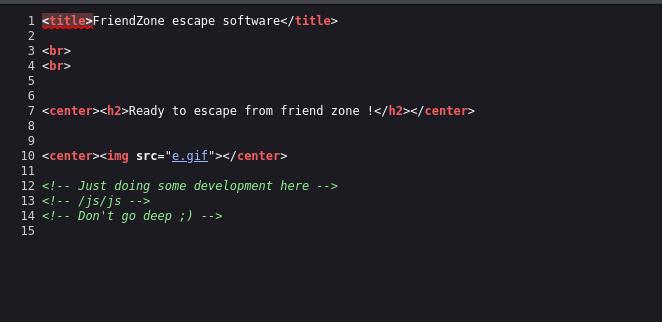 1 <title>FriendZone escape software</title>
2
3 <br>
4 <br>
5
6
7 <center><h2>Ready to escape from friend zone !</h2></center>
8
9
10 <center><img src="e.gif"></center>
11
12 <!-- Just doing some development here -->
13 <!-- /js/js -->
14 <!-- Don't go deep ;) -->
15